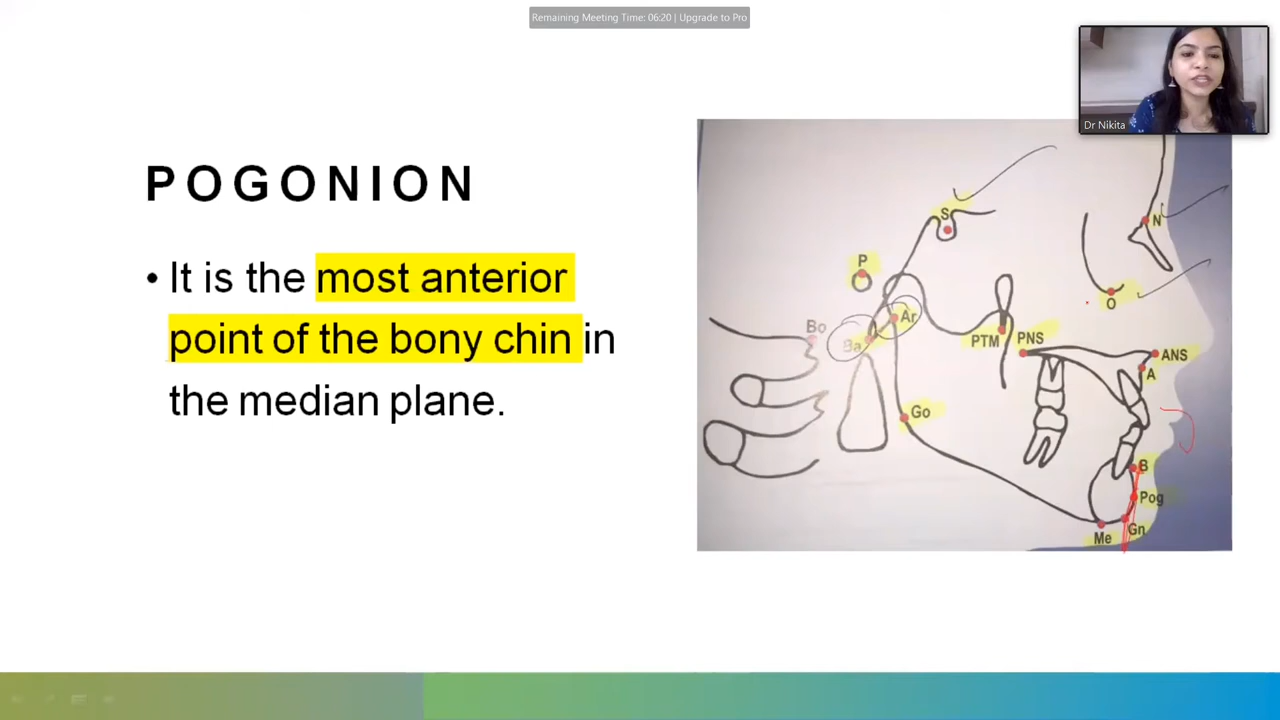 Remaining Meeting Time: 06:20 | Upgrade to Pro
Dr Nikita
POGONION
• It is the most anterior
point of the bony chin in
the median plane.
S
N
P
O
Ar
Bo
Ba
PTM
PNS
ANS
A
Go
B
Pog
Gn
Me